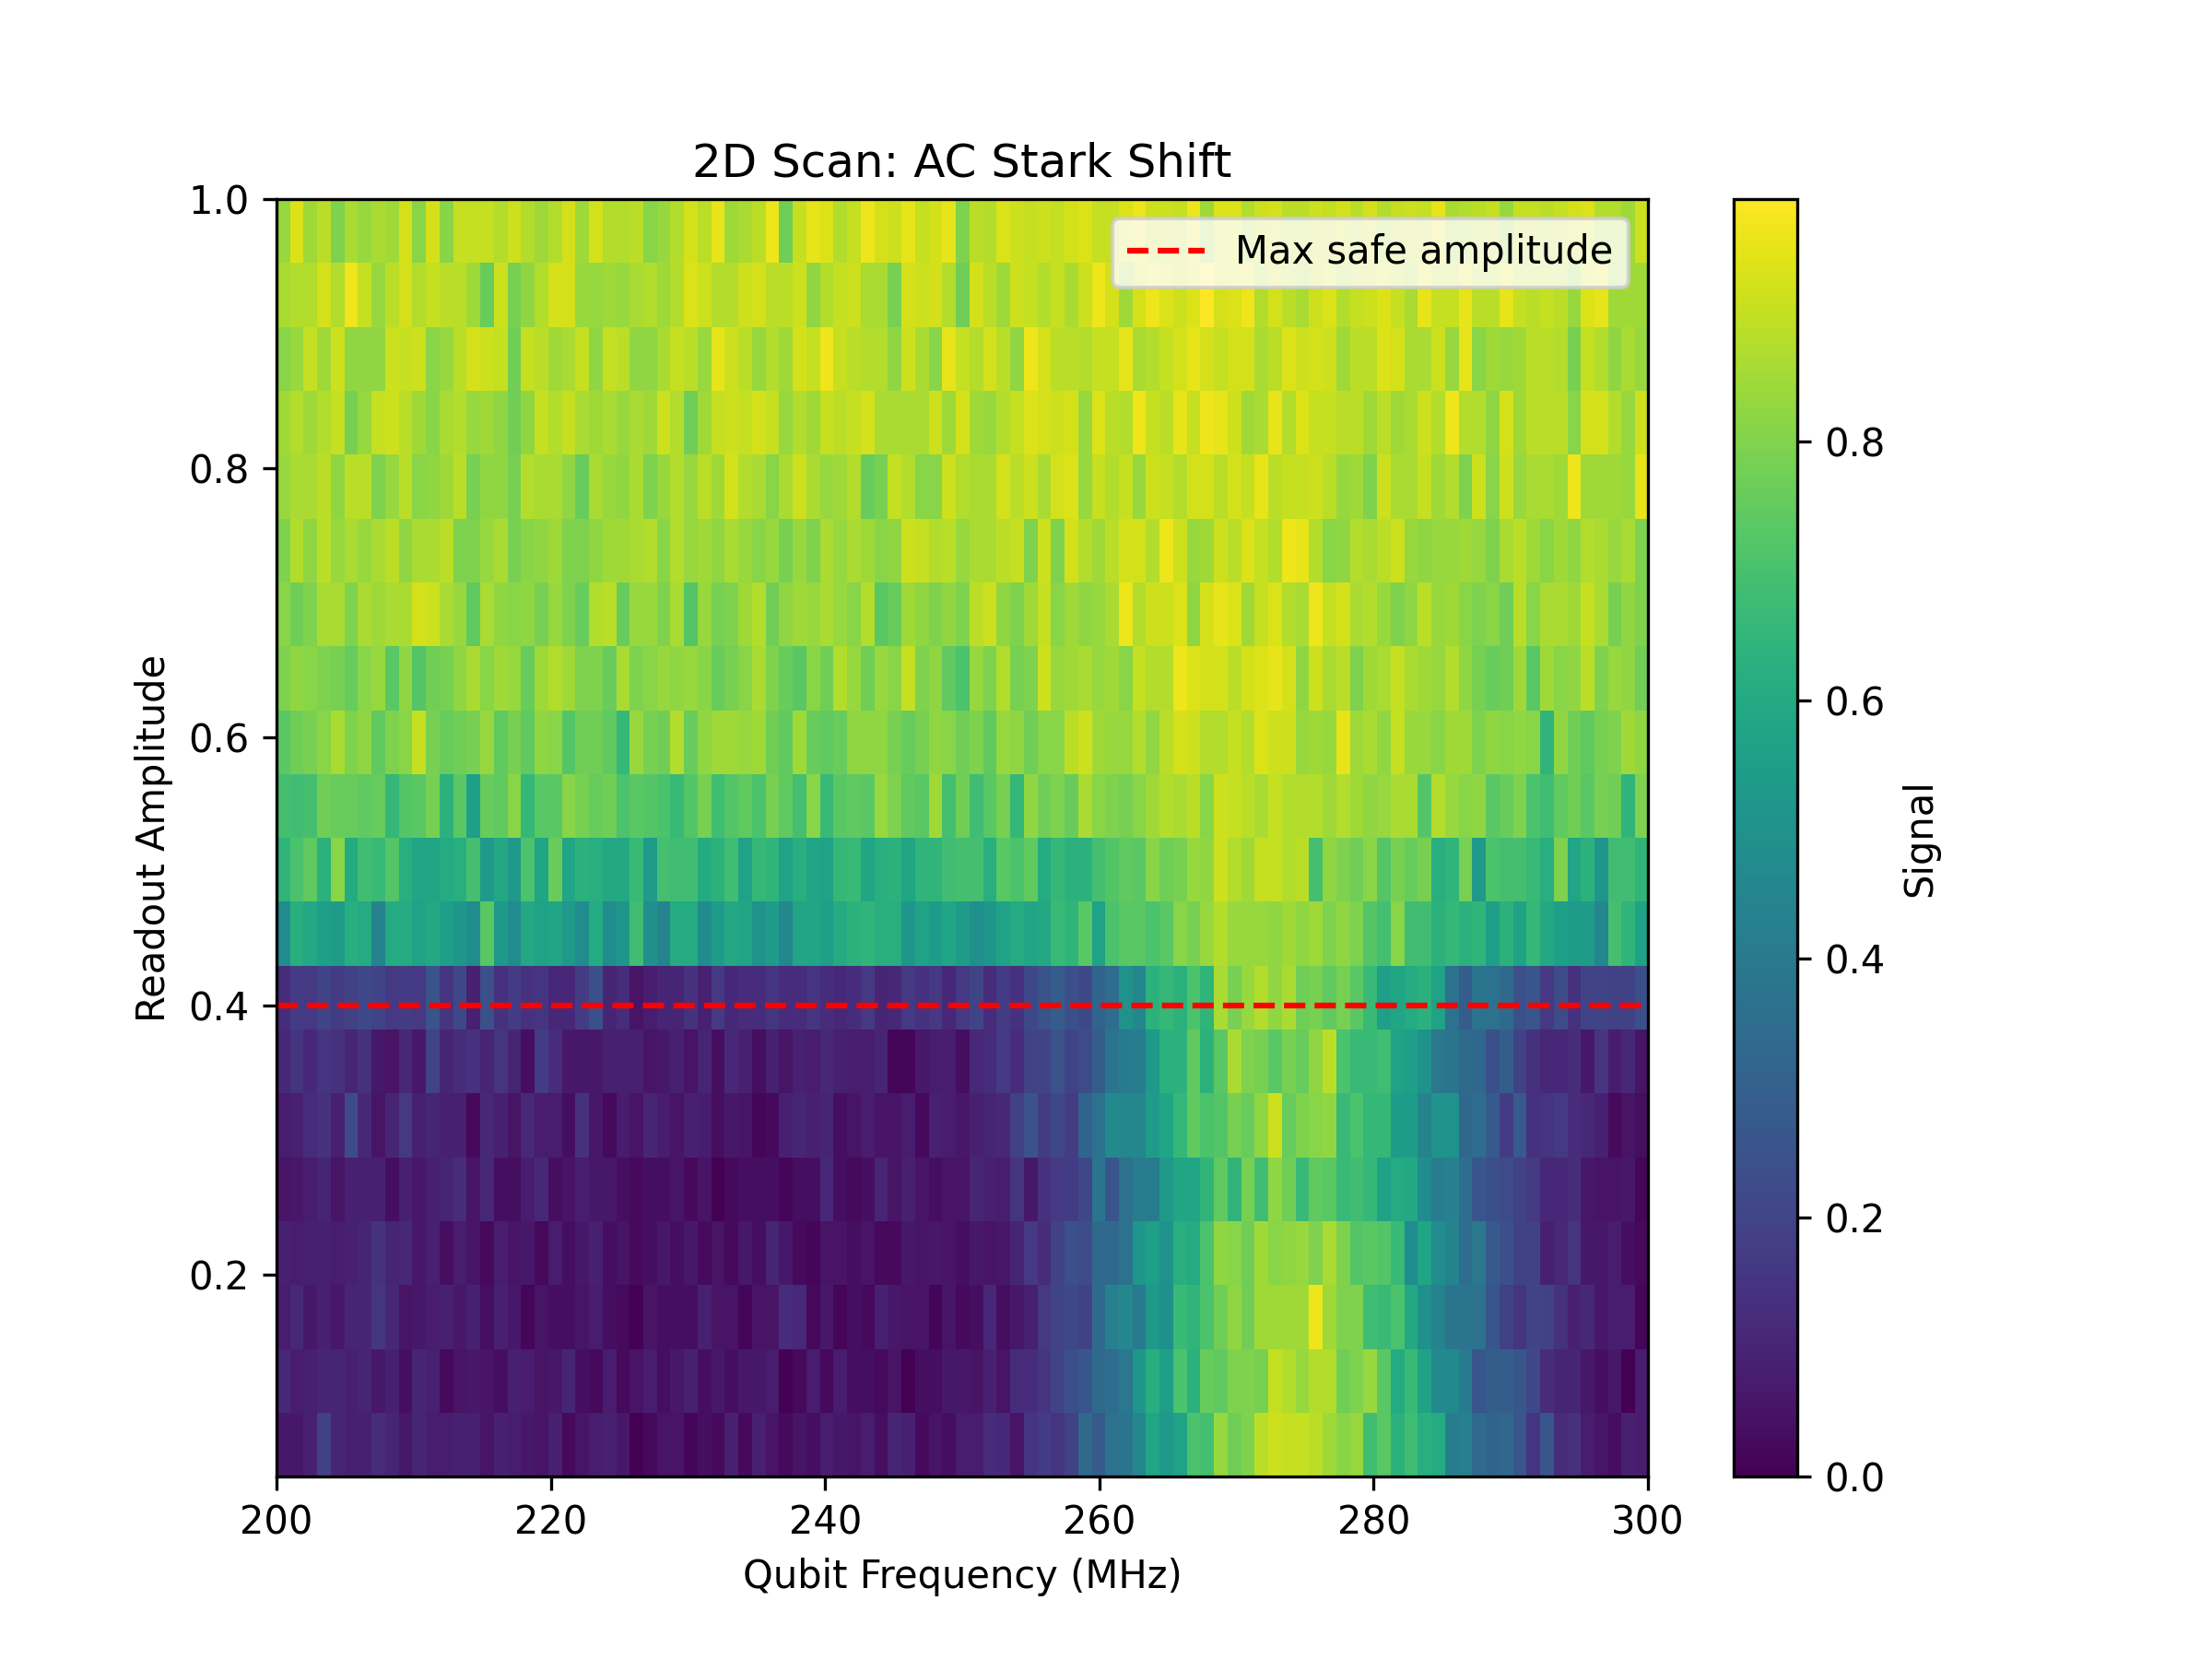 2D Scan: AC Stark Shift
Max safe amplitude
Readout Amplitude
1.0
0.8
0.6
0.4
0.2
200 220 240 260 280 300
Qubit Frequency (MHz)
0.8
0.6
0.4
0.2
0.0
Signal